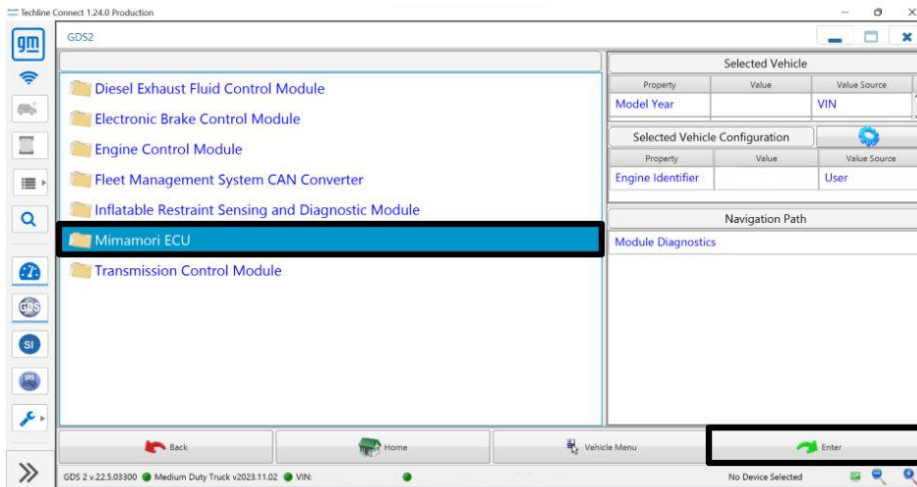 Techline Connect 1.24.0 Production
gm
GDS2
Diesel Exhaust Fluid Control Module
Electronic Brake Control Module
Engine Control Module
Fleet Management System CAN Converter
Inflatable Restraint Sensing and Diagnostic Module
Mimamori ECU
Transmission Control Module
Selected Vehicle
Property Value Value Source
Model Year VIN
Selected Vehicle Configuration
Property Value Value Source
Engine Identifier User
Navigation Path
Module Diagnostics
GDS
SI
SPS
Back Home Vehicle Menu Enter
GDS 2 v.22.5.03300 Medium Duty Truck v2023.11.02 VIN: No Device Selected